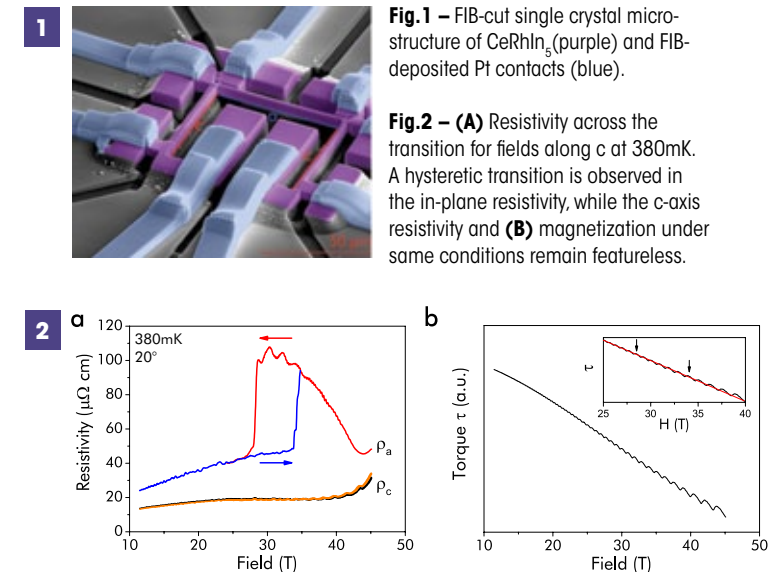 1
Fig.1 – FIB-cut single crystal micro-
structure of CeRhIn5(purple) and FIB-
deposited Pt contacts (blue).
Fig.2 – (A) Resistivity across the
transition for fields along c at 380mK.
A hysteretic transition is observed in
the in-plane resistivity, while the c-axis
resistivity and (B) magnetization under
same conditions remain featureless.
2
a
380mK
20°
120
100
80
60
40
20
0
Resistivity (μΩ cm)
ρa
ρc
10 20 30 40 50
Field (T)
b
Torque τ (a.u.)
τ
25 30 35 40
H (T)
10 20 30 40 50
Field (T)